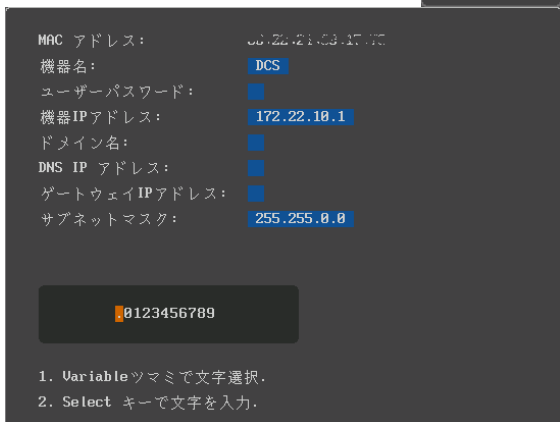 MAC アドレス:
機器名: DCS
ユーザーパスワード:
機器IPアドレス: 172.22.10.1
ドメイン名:
DNS IP アドレス:
ゲートウェイIPアドレス:
サブネットマスク: 255.255.0.0
.0123456789
1. Variableツマミで文字選択.
2. Select キーで文字を入力.